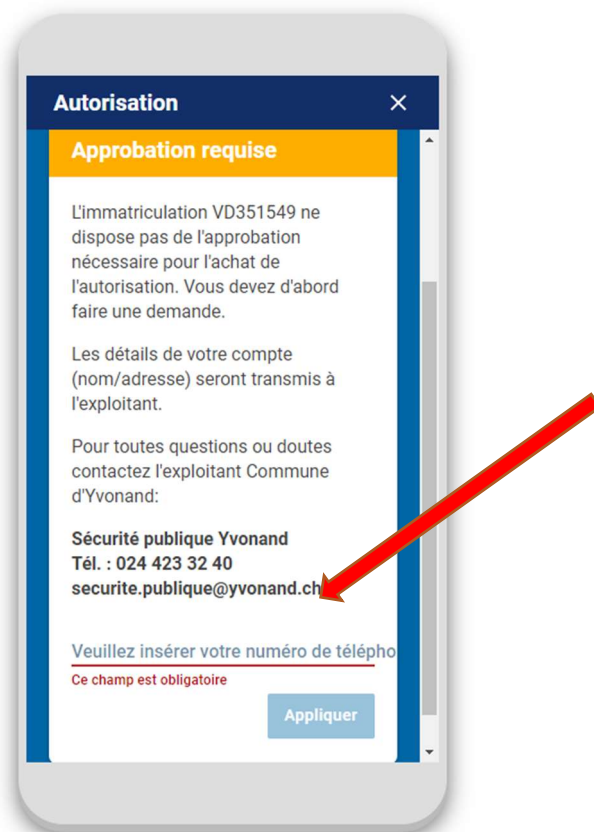 Autorisation
Approbation requise
L'immatriculation VD351549 ne
dispose pas de l'approbation
nécessaire pour l'achat de
l'autorisation. Vous devez d'abord
faire une demande.
Les détails de votre compte
(nom/adresse) seront transmis à
l'exploitant.
Pour toutes questions ou doutes
contactez l'exploitant Commune
d'Yvonand:
Sécurité publique Yvonand
Tél. : 024 423 32 40
securite.publique@yvonand.ch
Veuillez insérer votre numéro de télépho
Ce champ est obligatoire
Appliquer